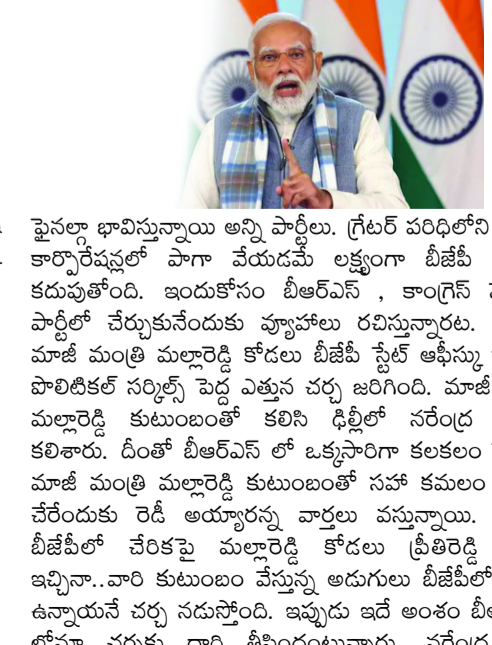 ఫైనల్గా భావిస్తున్నాయి అన్ని పార్టీలు. గ్రేటర్ పరిధిలోని
కార్పొరేషన్లలో పాగా వేయడమే లక్ష్యంగా బీజేపీ
కదుపుతోంది. ఇందుకోసం బీఆర్ఎస్ , కాంగ్రెస్
పార్టీలో చేర్చుకునేందుకు వ్యూహాలు రచిస్తున్నారట.
మాజీ మంత్రి మల్లారెడ్డి కోడలు బీజేపీ స్టేట్ ఆఫీస్కు
పొలిటికల్ సర్కిల్స్ పెద్ద ఎత్తున చర్చ జరిగింది. మాజీ
మల్లారెడ్డి కుటుంబంతో కలిసి ఢిల్లీలో నరేంద్ర
కలిశారు. దీంతో బీఆర్ఎస్ లో ఒక్కసారిగా కలకలం
మాజీ మంత్రి మల్లారెడ్డి కుటుంబంతో సహా కమలం
చేరేందుకు రెడీ అయ్యారన్న వార్తలు వస్తున్నాయి.
బీజేపీలో చేరికపై మల్లారెడ్డి కోడలు ప్రీతిరెడ్డి
ఇచ్చినా..వారి కుటుంబం వేస్తున్న అడుగులు బీజేపీలో
ఉన్నాయనే చర్చ నడుస్తోంది. ఇప్పుడు ఇదే అంశం